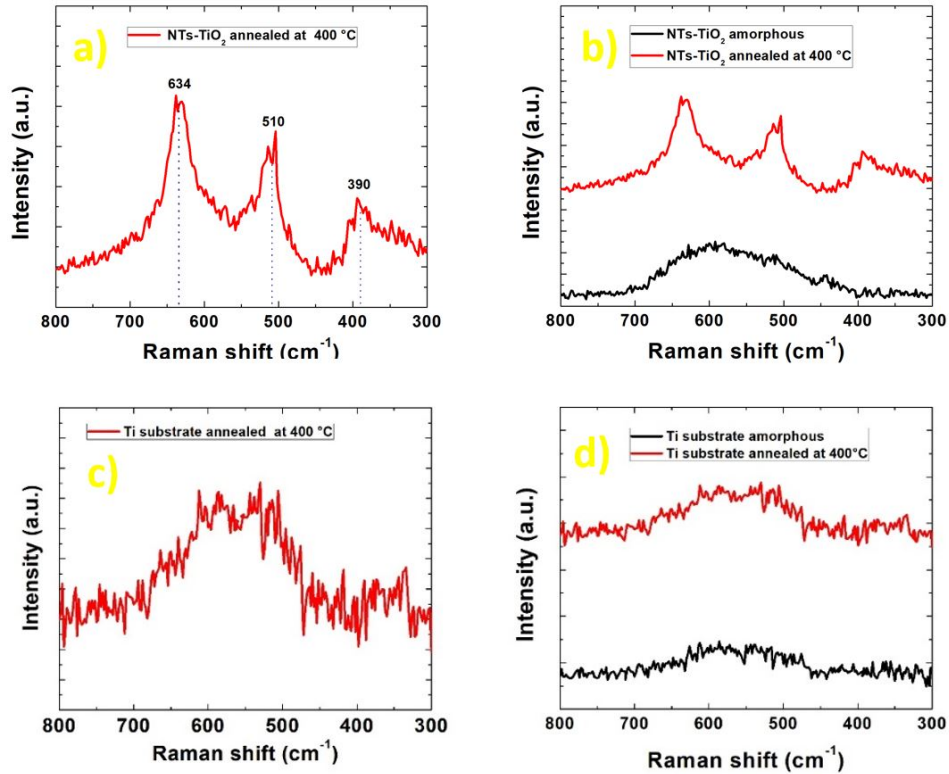 a)
NTs-TiO₂ annealed at 400 °C
634
510
390
Intensity (a.u.)
800 700 600 500 400 300
Raman shift (cm⁻¹)
b)
NTs-TiO₂ amorphous
NTs-TiO₂ annealed at 400 °C
Intensity (a.u.)
800 700 600 500 400 300
Raman shift (cm⁻¹)
c)
Ti substrate annealed at 400 °C
Intensity (a.u.)
800 700 600 500 400 300
Raman shift (cm⁻¹)
d)
Ti substrate amorphous
Ti substrate annealed at 400°C
Intensity (a.u.)
800 700 600 500 400 300
Raman shift (cm⁻¹)